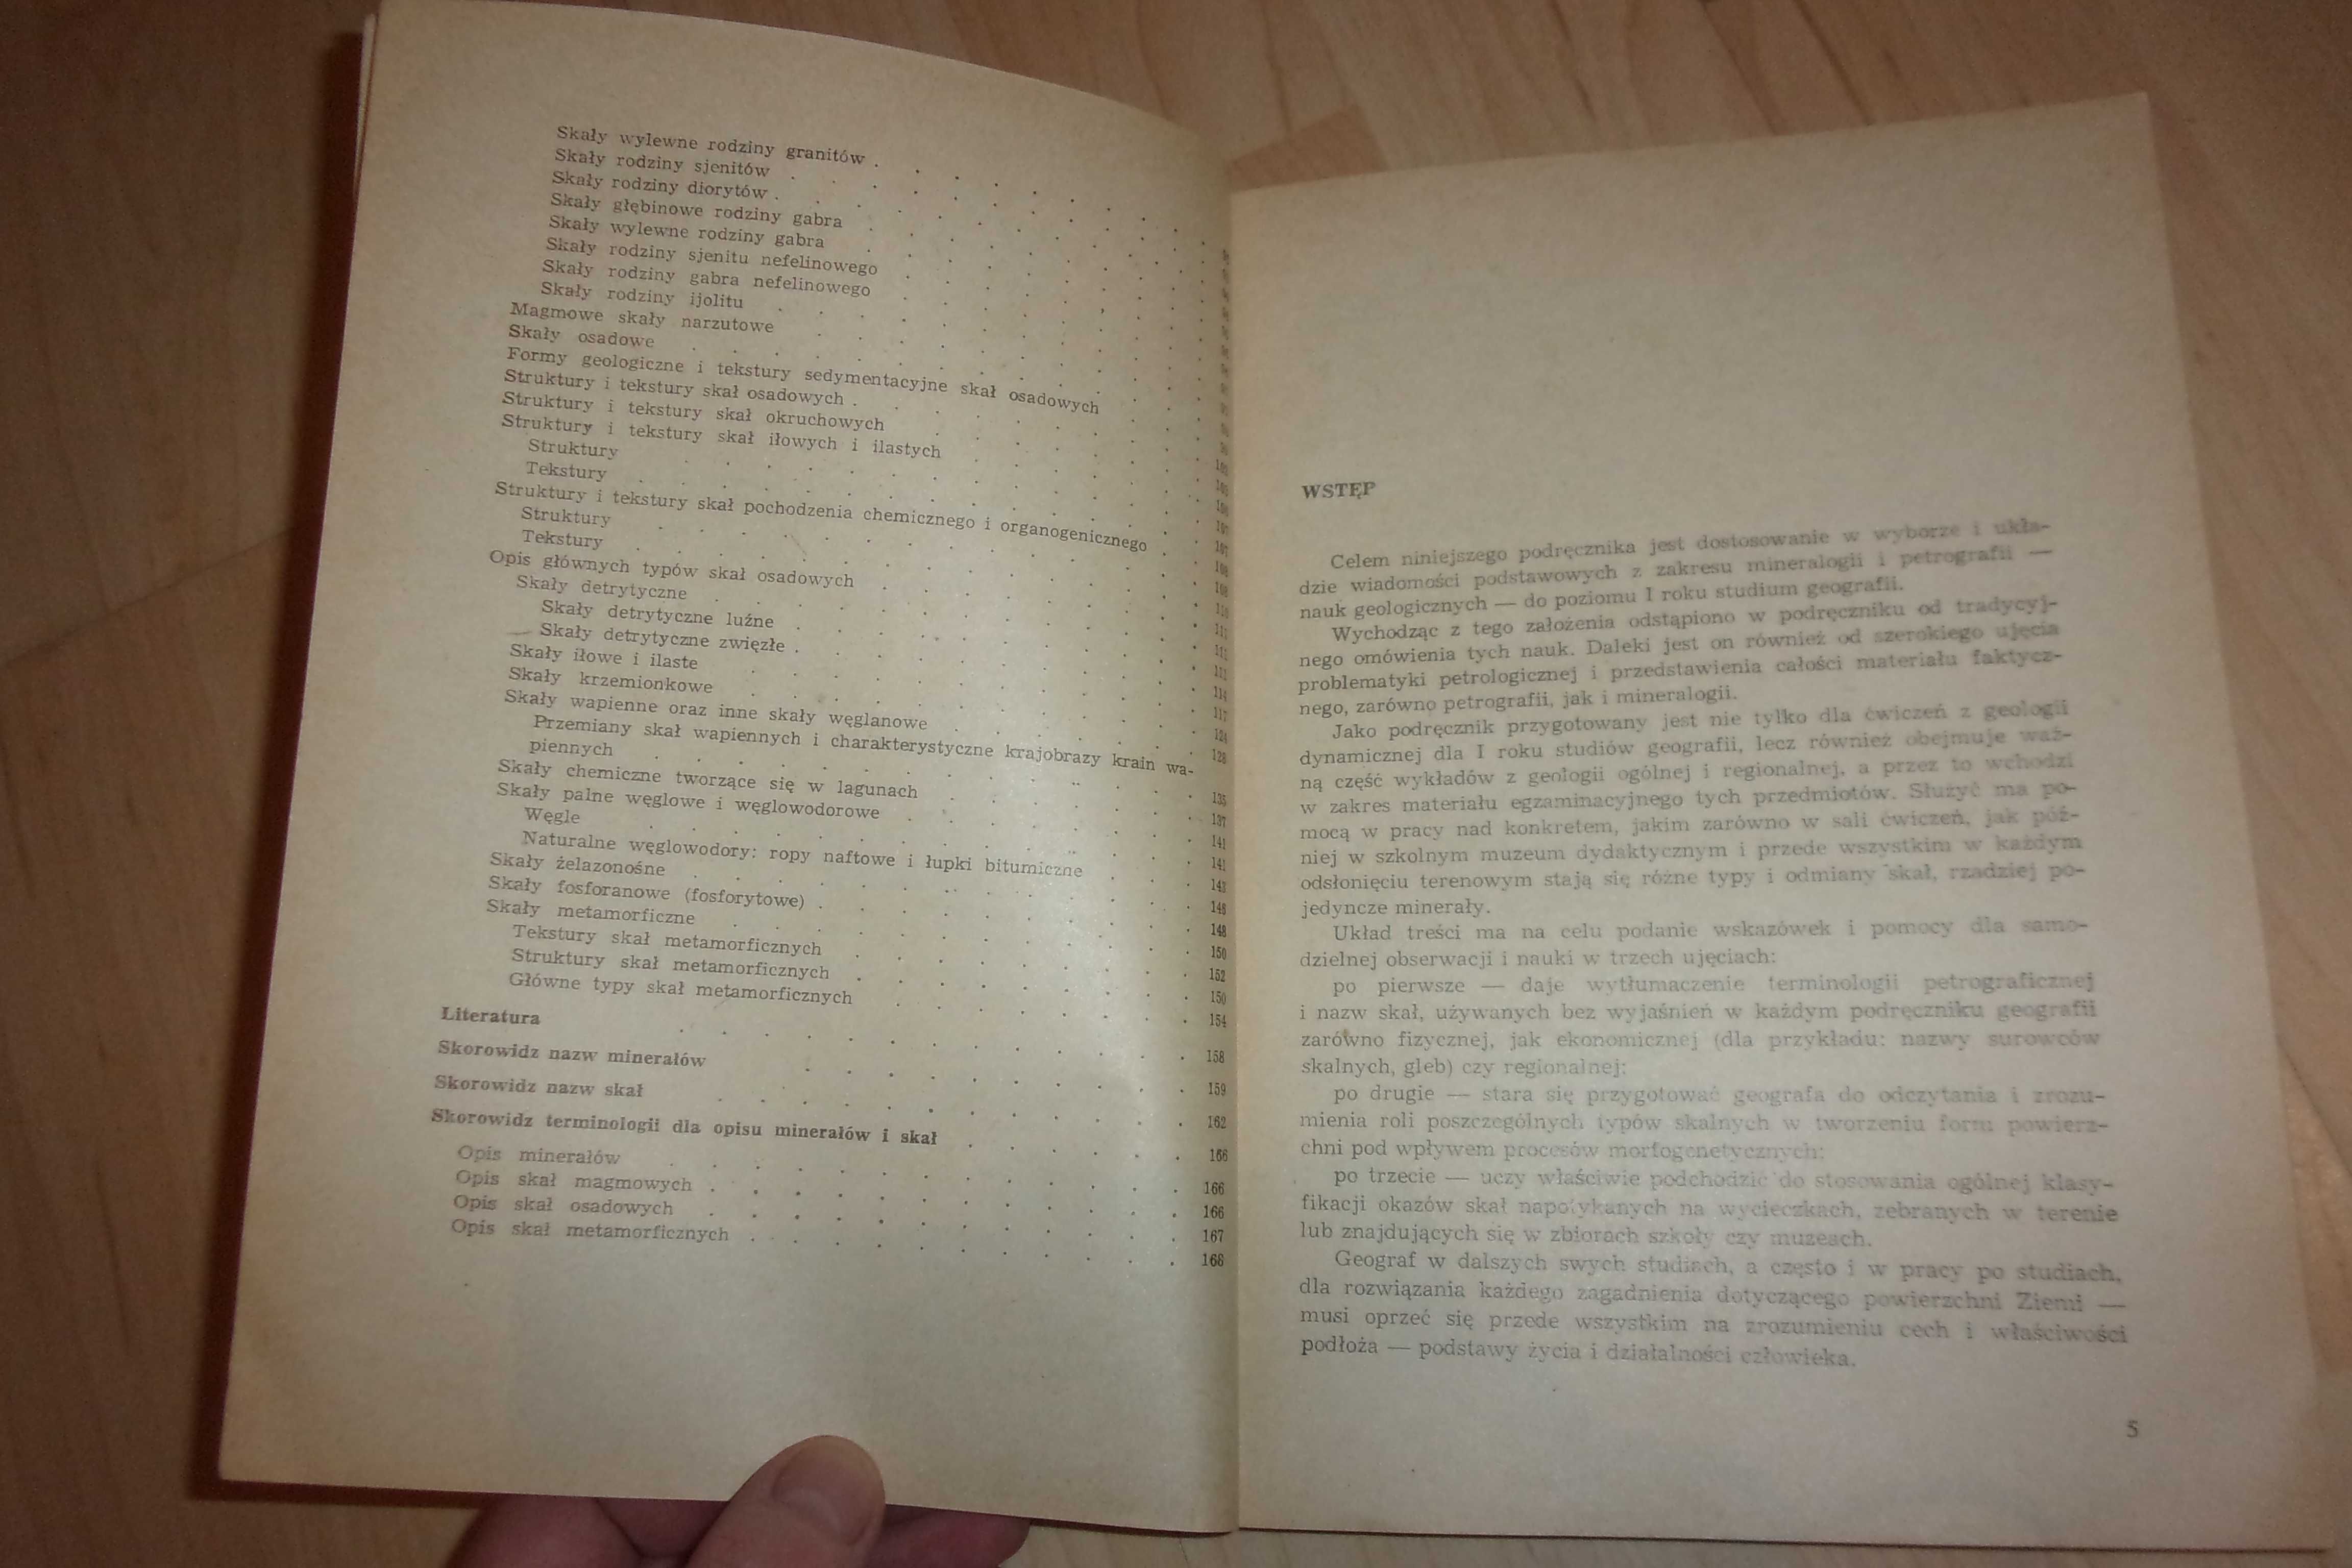 Skały wylewne rodziny granitów .
Skały rodziny sjenitów
Skały rodziny diorytów .
Skały głębinowe rodziny gabra
Skały wylewne rodziny gabra
Skały rodziny sjenitu nefelinowego
Skały rodziny gabra nefelinowego
Skały rodziny ijolitu
Magmowe skały narzutowe
Skały osadowe
Formy geologiczne i tekstury sedymentacyjne skał osadowych
Struktury i tekstury skał osadowych .
Struktury i tekstury skał okruchowych
Struktury i tekstury skał iłowych i ilastych
Struktury
Tekstury
Struktury i tekstury skał pochodzenia chemicznego i organogenicznego
Struktury
Tekstury
Opis głównych typów skał osadowych
Skały detrytyczne
Skały detrytyczne luźne
Skały detrytyczne zwięzłe .
Skały iłowe i ilaste
Skały krzemionkowe
Skały wapienne oraz inne skały węglanowe
Przemiany skał wapiennych i charakterystyczne krajobrazy krain wa-
piennych 135
Skały chemiczne tworzące się w lagunach 137
Skały palne węglowe i węglowodorowe 141
Węgle 141
Naturalne węglowodory: ropy naftowe i łupki bitumiczne
Skały żelazonośne
Skały fosforanowe (fosforytowe) . 148
Skały metamorficzne 150
Tekstury skał metamorficznych 152
Struktury skał metamorficznych 150
Główne typy skał metamorficznych 154
Literatura 158
Skorowidz nazw minerałów 159
Skorowidz nazw skał 162
Skorowidz terminologii dla opisu minerałów i skał 166
Opis minerałów 166
Opis skał magmowych . 166
Opis skał osadowych 167
Opis skał metamorficznych . 168
WSTĘP
Celem niniejszego podręcznika jest dostosowanie w wyborze i ukła-
dzie wiadomości podstawowych z zakresu mineralogii i petrografii —
nauk geologicznych — do poziomu I roku studium geografii.
Wychodząc z tego założenia odstąpiono w podręczniku od tradycyj-
nego omówienia tych nauk. Daleki jest on również od szerokiego ujęcia
problematyki petrologicznej i przedstawienia całości materiału faktycz-
nego, zarówno petrografii, jak i mineralogii.
Jako podręcznik przygotowany jest nie tylko dla ćwiczeń z geologii
dynamicznej dla I roku studiów geografii, lecz również obejmuje waż-
ną część wykładów z geologii ogólnej i regionalnej, a przez to wchodzi
w zakres materiału egzaminacyjnego tych przedmiotów. Służyć ma po-
mocą w pracy nad konkretem, jakim zarówno w sali ćwiczeń, jak póź-
niej w szkolnym muzeum dydaktycznym i przede wszystkim w każdym
odsłonięciu terenowym stają się różne typy i odmiany skał, rzadziej po-
jedyncze minerały.
Układ treści ma na celu podanie wskazówek i pomocy dla samo-
dzielnej obserwacji i nauki w trzech ujęciach:
po pierwsze — daje wytłumaczenie terminologii petrograficznej
i nazw skał, używanych bez wyjaśnień w każdym podręczniku geografii
zarówno fizycznej, jak ekonomicznej (dla przykładu: nazwy surowców
skalnych, gleb) czy regionalnej;
po drugie — stara się przygotować geografa do odczytania i zrozu-
mienia roli poszczególnych typów skalnych w tworzeniu form powierz-
chni pod wpływem procesów morfogenetycznych;
po trzecie — uczy właściwie podchodzić do stosowania ogólnej klasy-
fikacji okazów skał napotykanych na wycieczkach, zebranych w terenie
lub znajdujących się w zbiorach szkoły czy muzeach.
Geograf w dalszych swych studiach, a często i w pracy po studiach,
dla rozwiązania każdego zagadnienia dotyczącego powierzchni Ziemi —
musi oprzeć się przede wszystkim na zrozumieniu cech i właściwości
podłoża — podstawy życia i działalności człowieka.
5